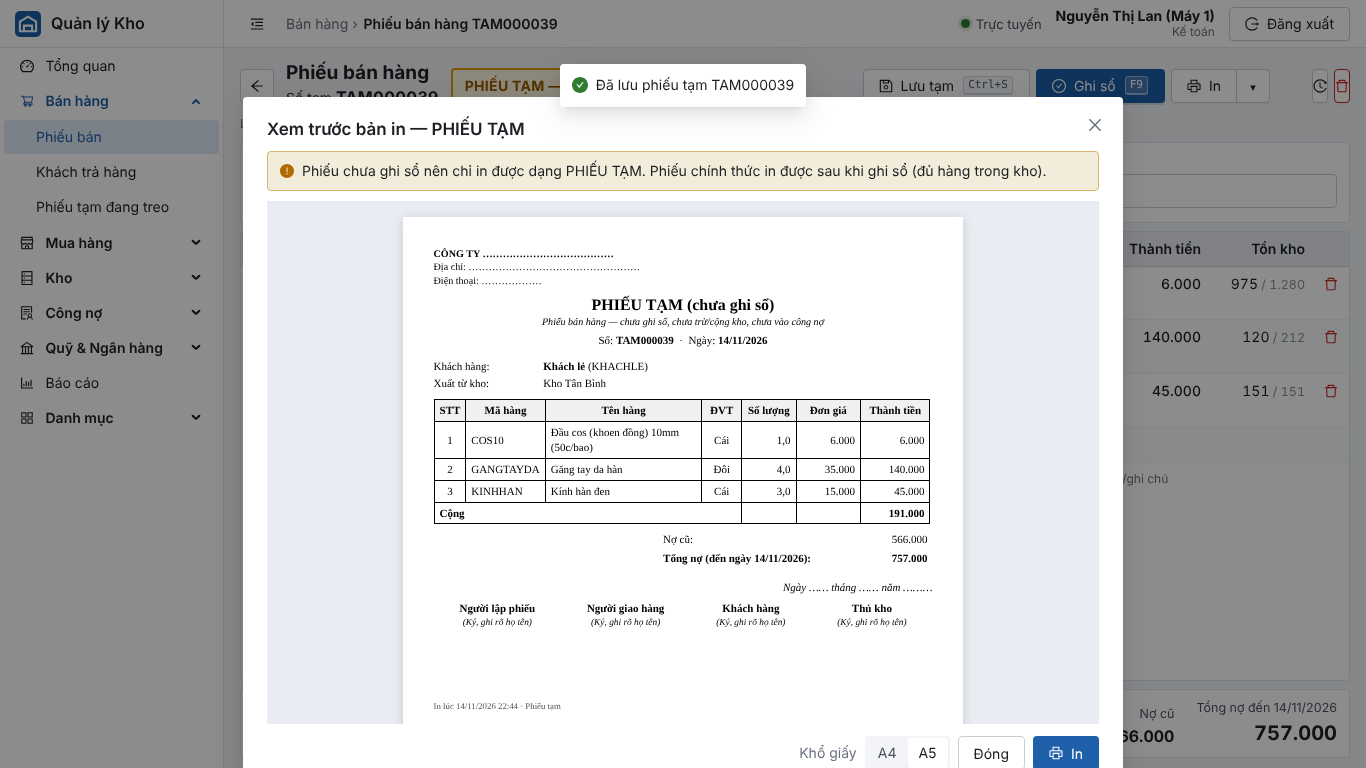 Quản lý Kho
Bán hàng › Phiếu bán hàng TAM000039
Trực tuyến
Nguyễn Thị Lan (Máy 1)
Kế toán
Đăng xuất
Tổng quan
Bán hàng
Phiếu bán
Khách trả hàng
Phiếu tạm đang treo
Mua hàng
Kho
Công nợ
Quỹ & Ngân hàng
Báo cáo
Danh mục
Phiếu bán hàng
PHIẾU TẠM —
Đã lưu phiếu tạm TAM000039
Lưu tạm Ctrl+S
Ghi sổ F9
In
Xem trước bản in — PHIẾU TẠM
Phiếu chưa ghi sổ nên chỉ in được dạng PHIẾU TẠM. Phiếu chính thức in được sau khi ghi sổ (đủ hàng trong kho).
CÔNG TY ......................................
Địa chỉ: ..................................................
Điện thoại: ..................
PHIẾU TẠM (chưa ghi sổ)
Phiếu bán hàng — chưa ghi sổ, chưa trừ/cộng kho, chưa vào công nợ
Số: TAM000039 · Ngày: 14/11/2026
Khách hàng: Khách lẻ (KHACHLE)
Xuất từ kho: Kho Tân Bình
STT Mã hàng Tên hàng ĐVT Số lượng Đơn giá Thành tiền
1 COS10 Đầu cos (khoen đồng) 10mm (50c/bao) Cái 1,0 6.000 6.000
2 GANGTAYDA Găng tay da hàn Đôi 4,0 35.000 140.000
3 KINHHAN Kính hàn đen Cái 3,0 15.000 45.000
Cộng 191.000
Nợ cũ: 566.000
Tổng nợ (đến ngày 14/11/2026): 757.000
Ngày ...... tháng ...... năm .........
Người lập phiếu Người giao hàng Khách hàng Thủ kho
(Ký, ghi rõ họ tên) (Ký, ghi rõ họ tên) (Ký, ghi rõ họ tên) (Ký, ghi rõ họ tên)
In lúc 14/11/2026 22:44 · Phiếu tạm
Khổ giấy A4 A5 Đóng In
Thành tiền Tồn kho
6.000 975 / 1.280
140.000 120 / 212
45.000 151 / 151
/ghi chú
Nợ cũ
66.000
Tổng nợ đến 14/11/2026
757.000